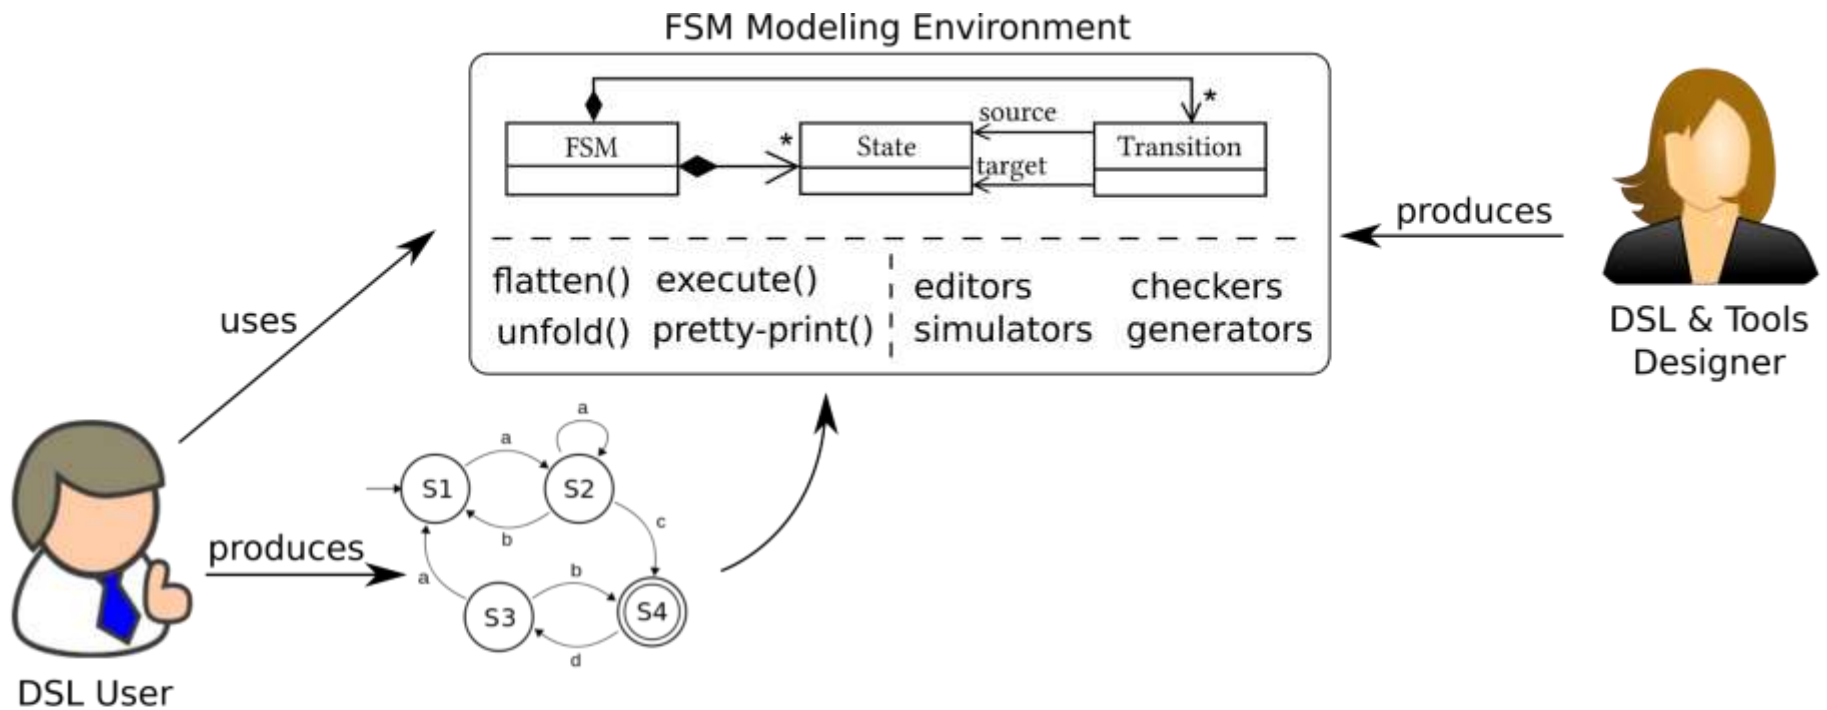 FSM Modeling Environment
*
source
*
FSM
State
Transition
target
produces
flatten() execute()
editors checkers
unfold() pretty-print()
simulators generators
uses
DSL & Tools
Designer
a
a
S1
S2
c
b
produces
a
b
S3
S4
d
DSL User